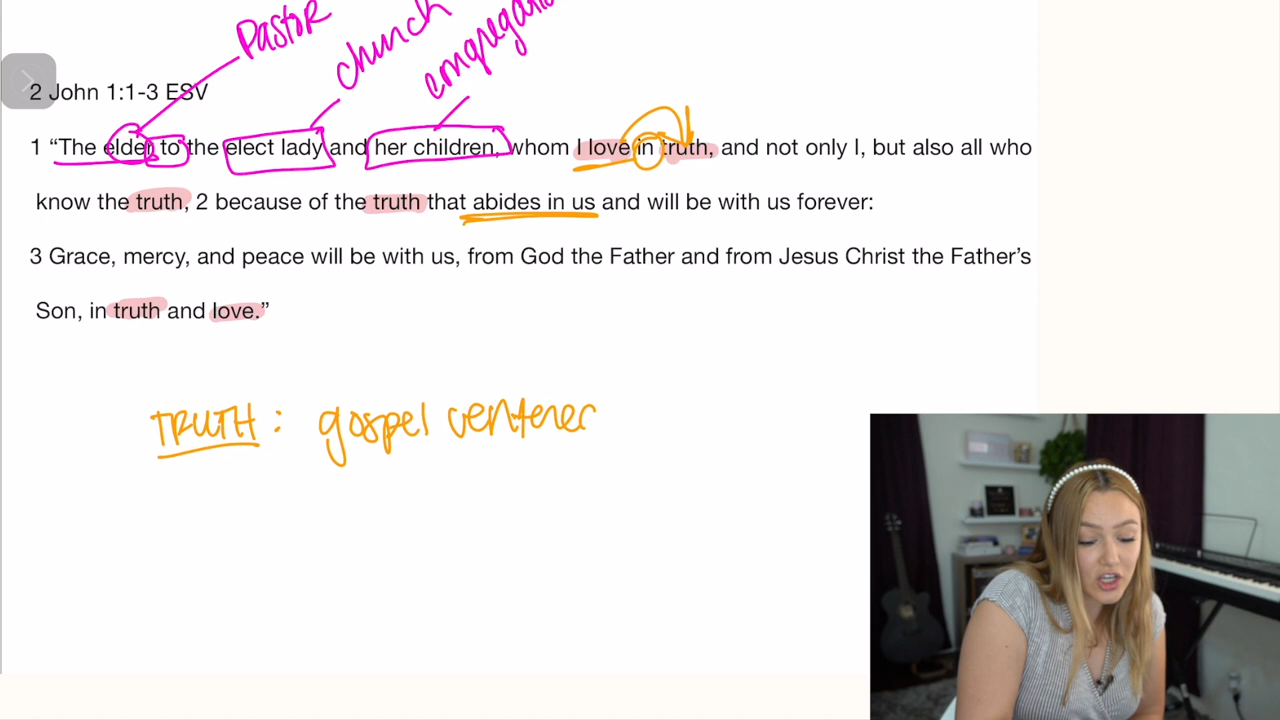 Pastor
church
2 John 1:1-3 ESV
1 “The elder to the elect lady and her children, whom I love in truth, and not only I, but also all who
know the truth, 2 because of the truth that abides in us and will be with us forever:
3 Grace, mercy, and peace will be with us, from God the Father and from Jesus Christ the Father’s
Son, in truth and love.”
TRUTH: gospel centered